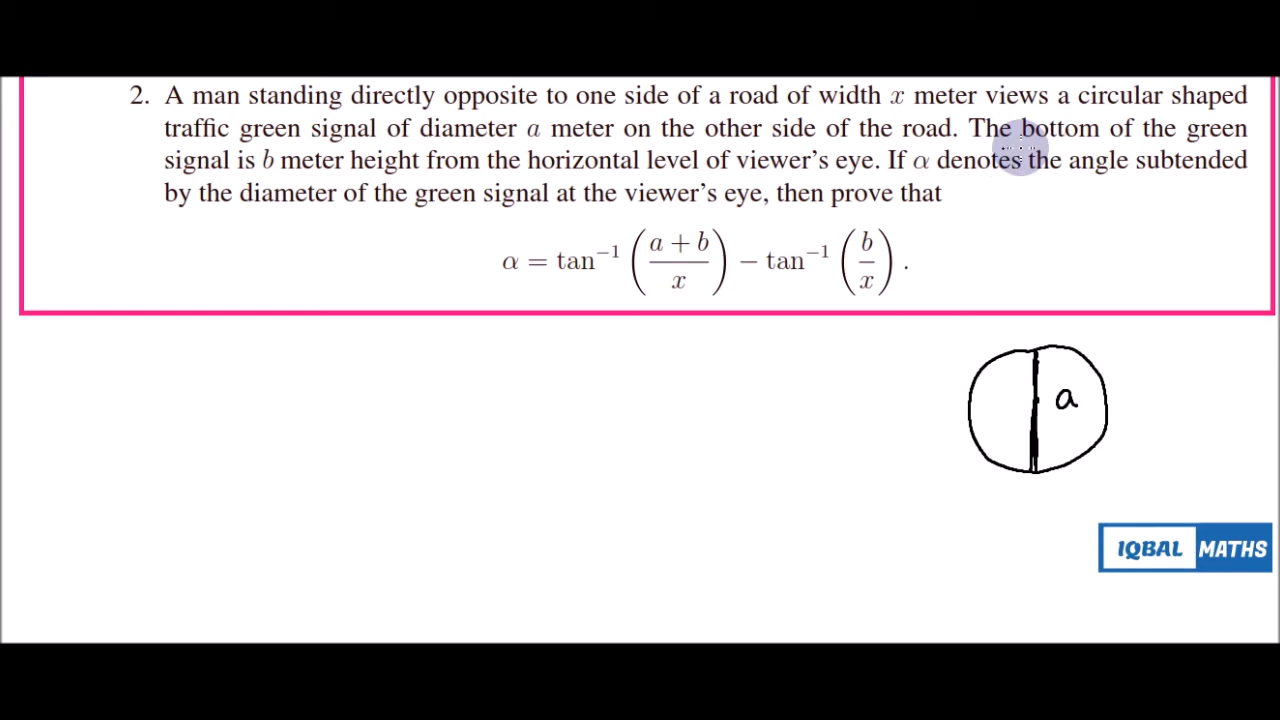 2. A man standing directly opposite to one side of a road of width x meter views a circular shaped
traffic green signal of diameter a meter on the other side of the road. The bottom of the green
signal is b meter height from the horizontal level of viewer's eye. If α denotes the angle subtended
by the diameter of the green signal at the viewer's eye, then prove that
α = tan⁻¹ ( (a + b) / x ) − tan⁻¹ ( b / x ) .
a
IQBAL MATHS